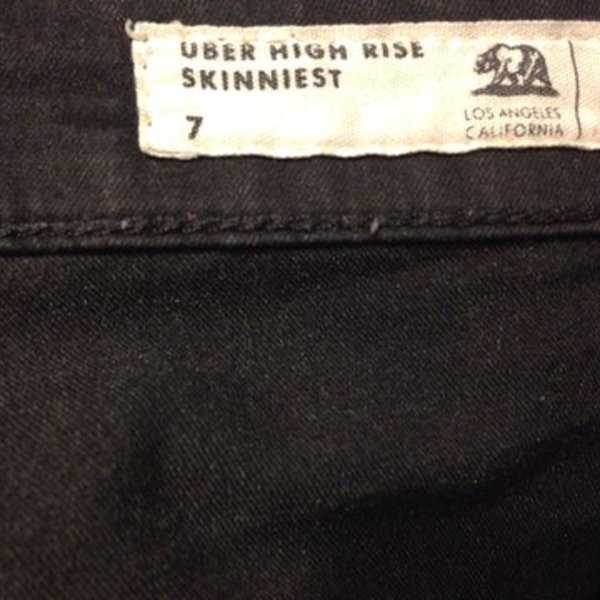 UBER HIGH RISE
SKINNIEST
7
LOS ANGELES
CALIFORNIA